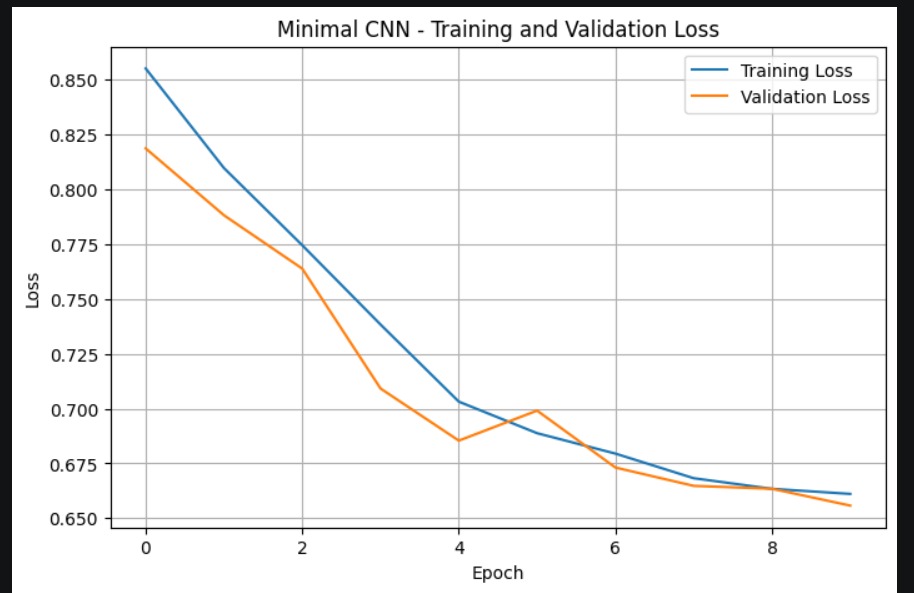 Minimal CNN - Training and Validation Loss
Training Loss
Validation Loss
0.850
0.825
0.800
0.775
0.750
0.725
0.700
0.675
0.650
Loss
0 2 4 6 8
Epoch